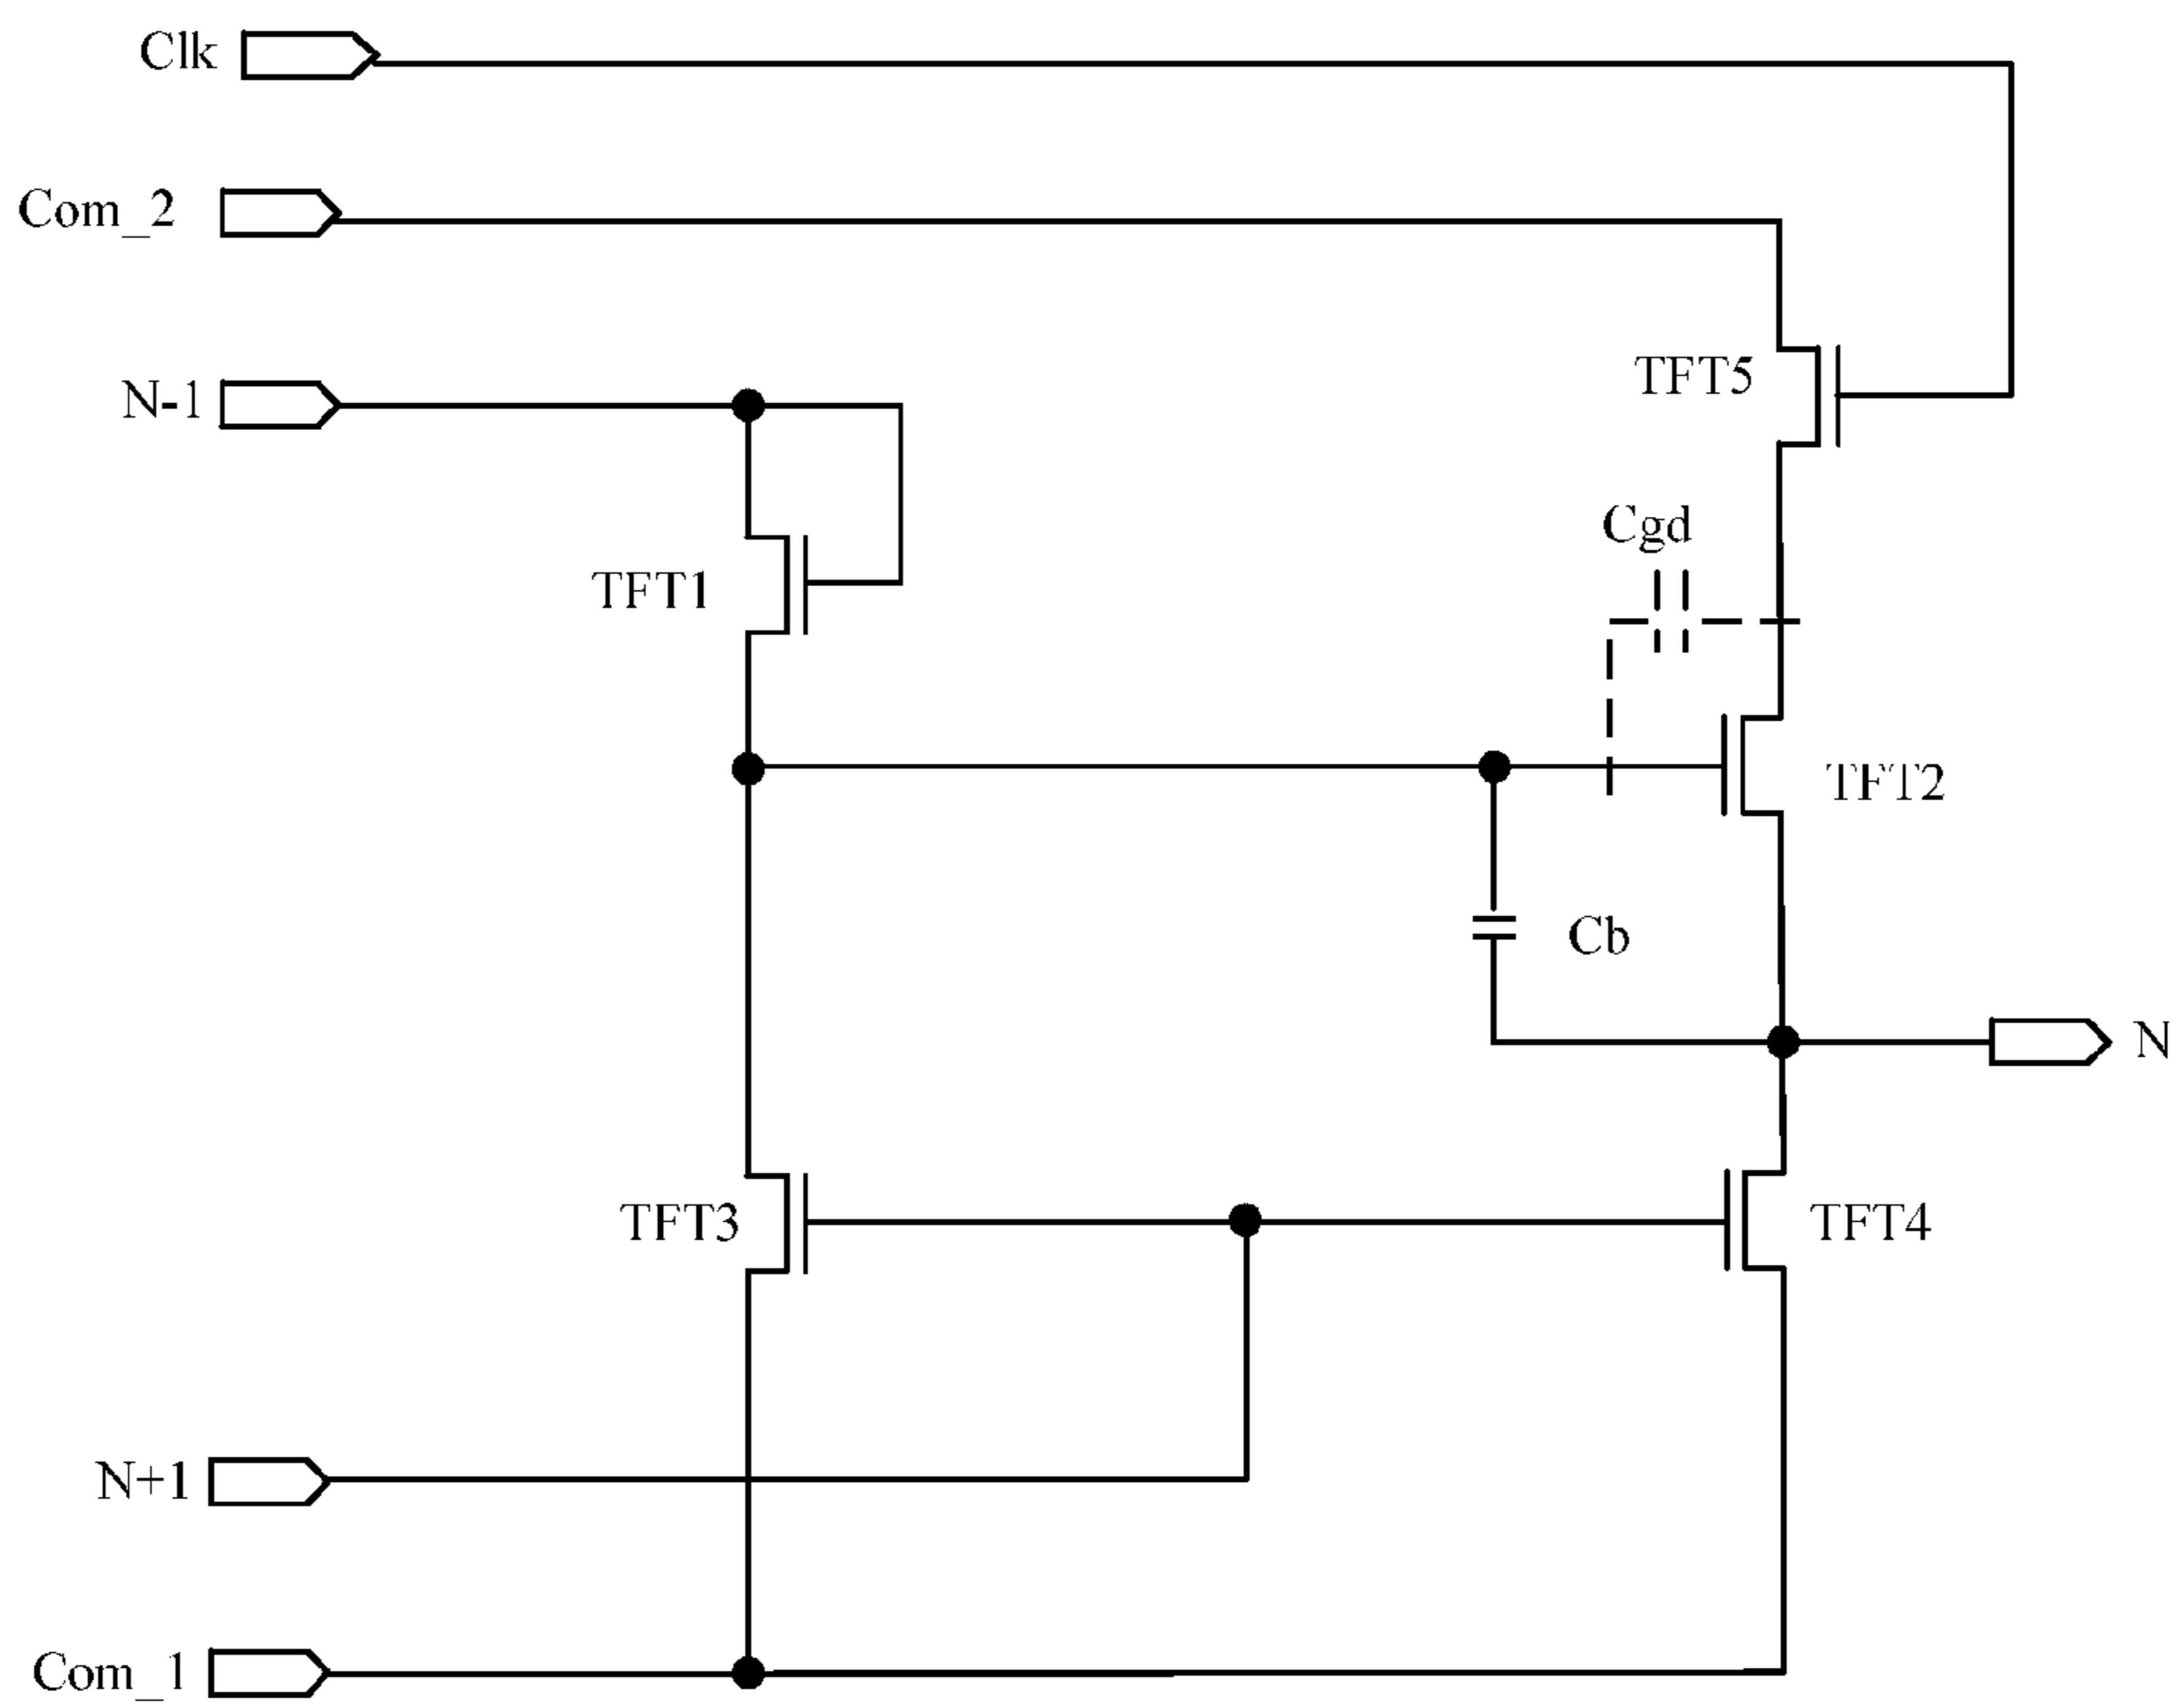 Clk
Com_2
N-1
TFT5
Cgd
TFT1
TFT2
Cb
N
TFT3
TFT4
N+1
Com_1